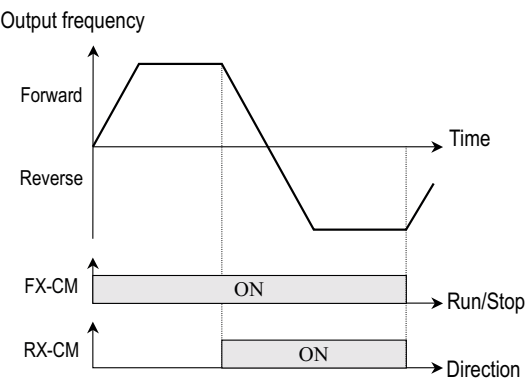 Output frequency
Forward
Time
Reverse
FX-CM
ON
Run/Stop
RX-CM
ON
Direction